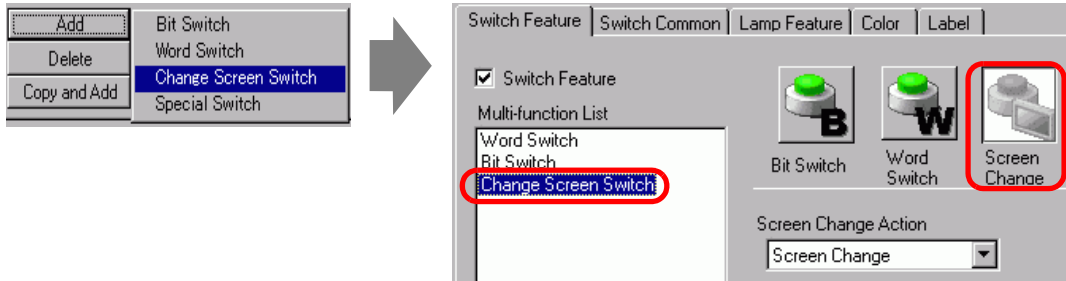 Add
Delete
Copy and Add
Bit Switch
Word Switch
Change Screen Switch
Special Switch
Switch Feature
Switch Common
Lamp Feature
Color
Label
Switch Feature
Multi-function List
Word Switch
Bit Switch
Change Screen Switch
B
Bit Switch
W
Word
Switch
Screen
Change
Screen Change Action
Screen Change